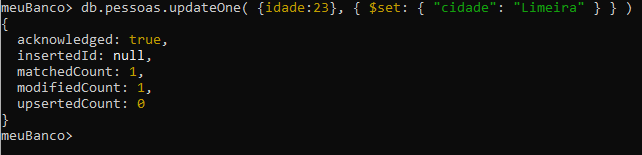 meuBanco> db.pessoas.updateOne( {idade:23}, { $set: { "cidade": "Limeira" } } )
{
  acknowledged: true,
  insertedId: null,
  matchedCount: 1,
  modifiedCount: 1,
  upsertedCount: 0
}
meuBanco>